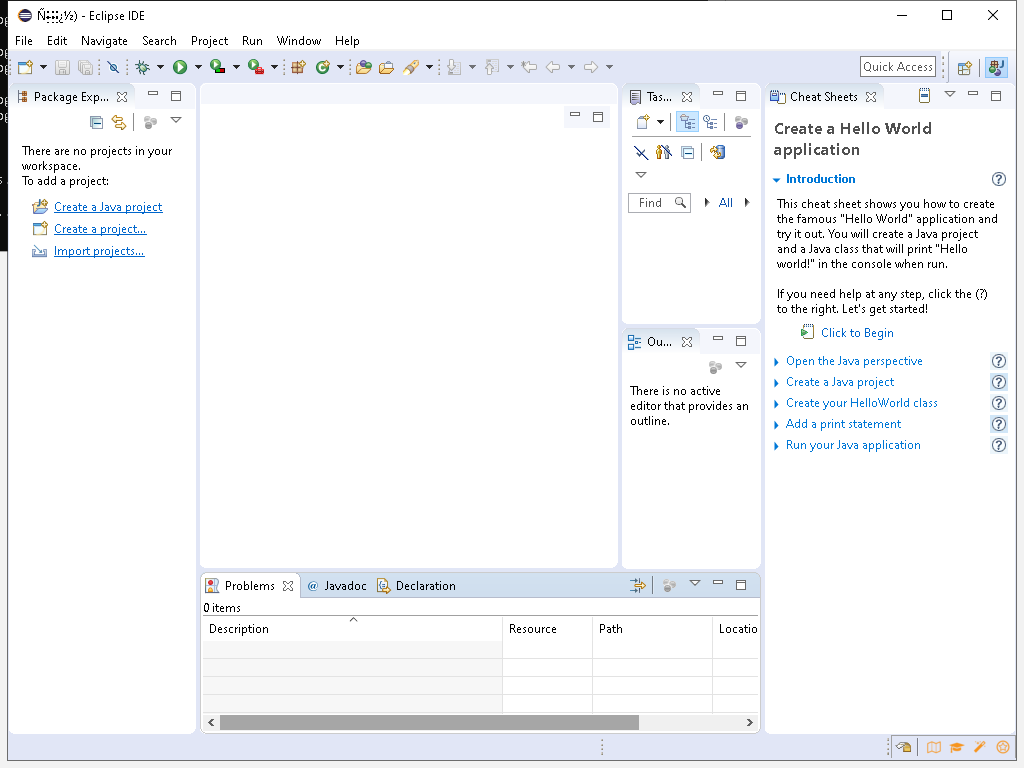 - Eclipse IDE
File Edit Navigate Search Project Run Window Help
Quick Access
Package Exp...
There are no projects in your
workspace.
To add a project:
Create a Java project
Create a project...
Import projects...
Tas...
Find
All
Ou...
There is no active
editor that provides an
outline.
Cheat Sheets
Create a Hello World
application
Introduction
This cheat sheet shows you how to create
the famous "Hello World" application and
try it out. You will create a Java project
and a Java class that will print "Hello
world!" in the console when run.
If you need help at any step, click the (?)
to the right. Let's get started!
Click to Begin
Open the Java perspective
Create a Java project
Create your HelloWorld class
Add a print statement
Run your Java application
Problems @ Javadoc Declaration
0 items
Description Resource Path Locatio